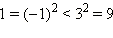 1 = (−1)² < 3² = 9